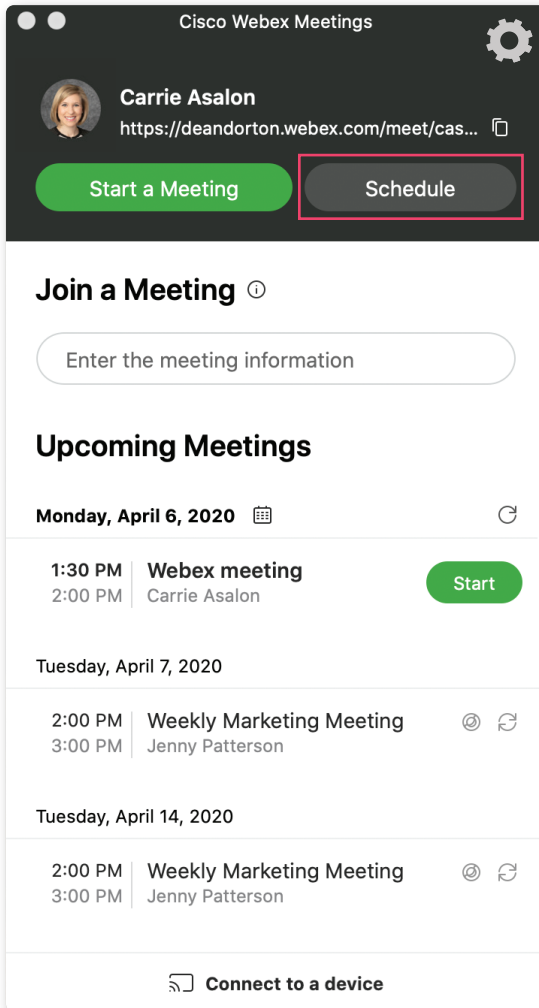 Cisco Webex Meetings
Carrie Asalon
https://deandorton.webex.com/meet/cas...
Start a Meeting
Schedule
Join a Meeting
Enter the meeting information
Upcoming Meetings
Monday, April 6, 2020
1:30 PM Webex meeting
2:00 PM Carrie Asalon
Start
Tuesday, April 7, 2020
2:00 PM Weekly Marketing Meeting
3:00 PM Jenny Patterson
Tuesday, April 14, 2020
2:00 PM Weekly Marketing Meeting
3:00 PM Jenny Patterson
Connect to a device